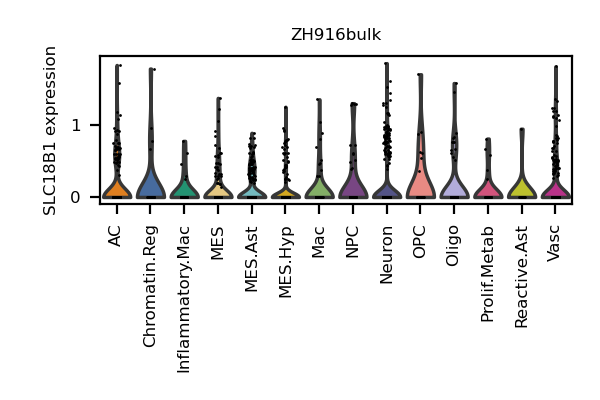 ZH916bulk
SLC18B1 expression
1
0
AC
Chromatin.Reg
Inflammatory.Mac
MES
MES.Ast
MES.Hyp
Mac
NPC
Neuron
OPC
Oligo
Prolif.Metab
Reactive.Ast
Vasc